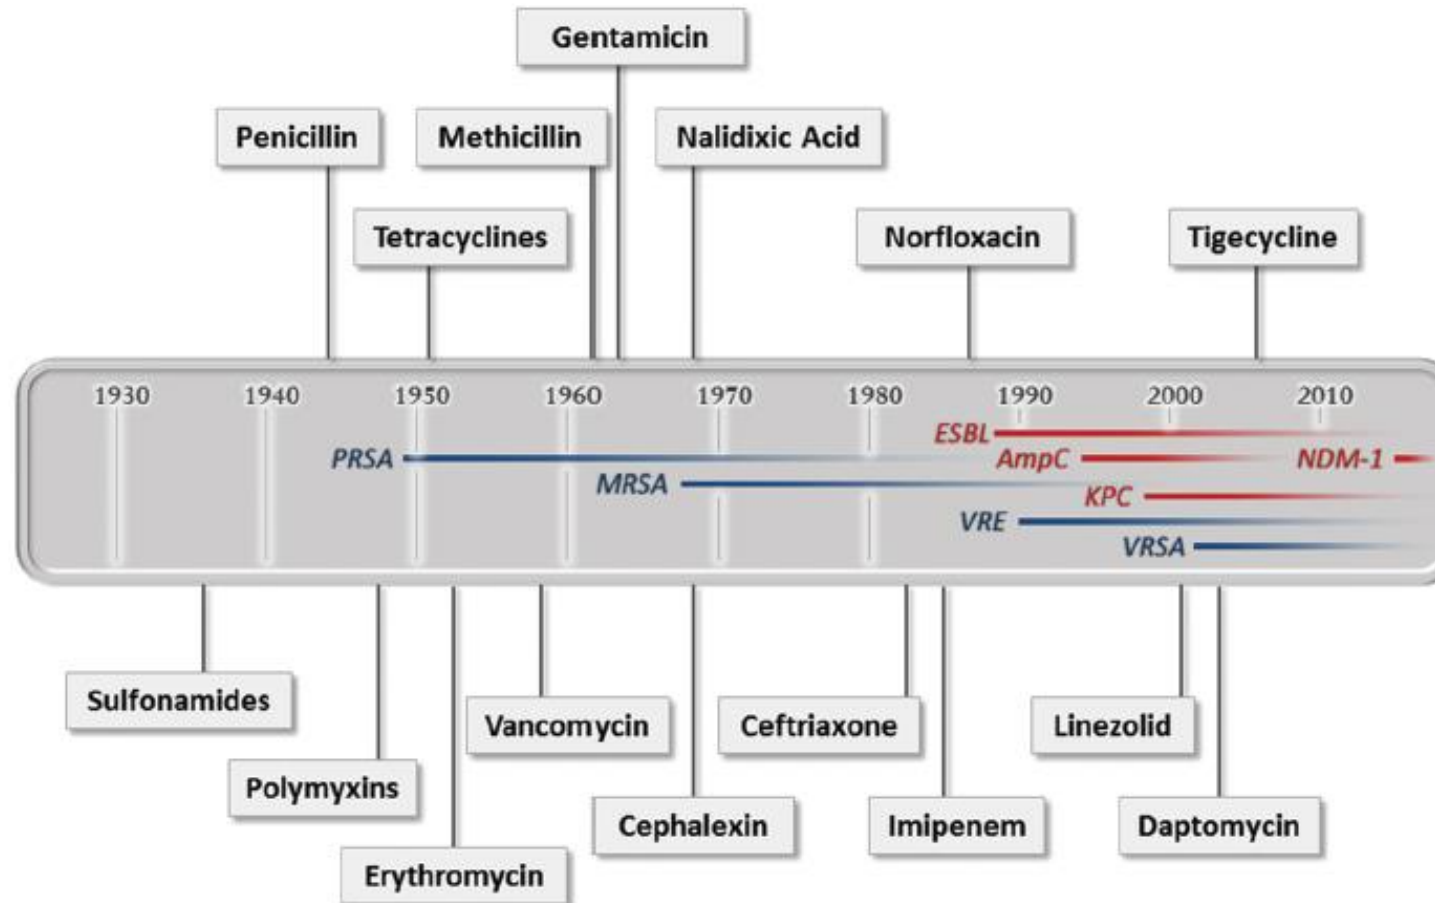 Gentamicin
Penicillin
Methicillin
Nalidixic Acid
Tetracyclines
Norfloxacin
Tigecycline
1930 1940 1950 1960 1970 1980 1990 2000 2010
ESBL
PRSA AmpC NDM-1
MRSA
KPC
VRE
VRSA
Sulfonamides
Vancomycin
Ceftriaxone
Linezolid
Polymyxins
Cephalexin
Imipenem
Daptomycin
Erythromycin